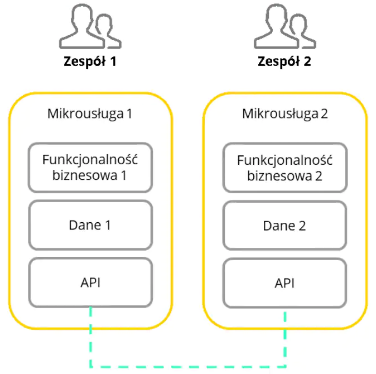 Zespół 1
Zespół 2
Mikrousługa 1
Mikrousługa 2
Funkcjonalność
biznesowa 1
Funkcjonalność
biznesowa 2
Dane 1
Dane 2
API
API